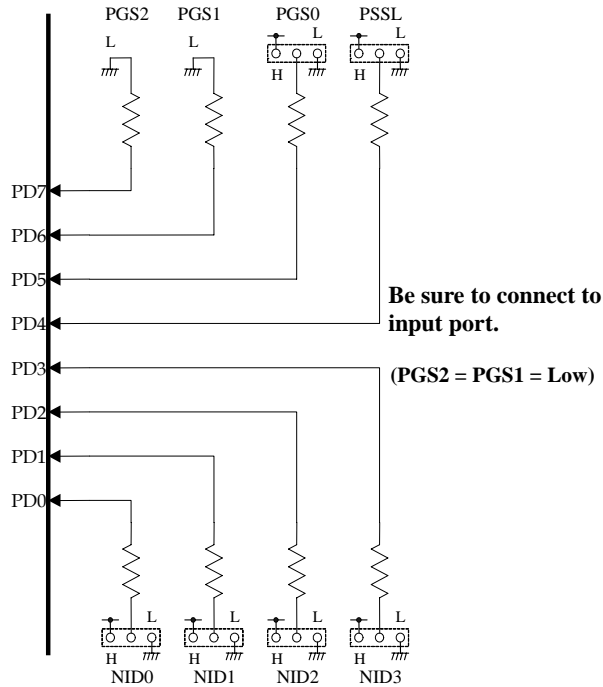 PGS2 PGS1 PGS0 PSSL
L L L L
H H
PD7
PD6
PD5
Be sure to connect to
input port.
PD4
PD3
(PGS2 = PGS1 = Low)
PD2
PD1
PD0
L L L L
H H H H
NID0 NID1 NID2 NID3